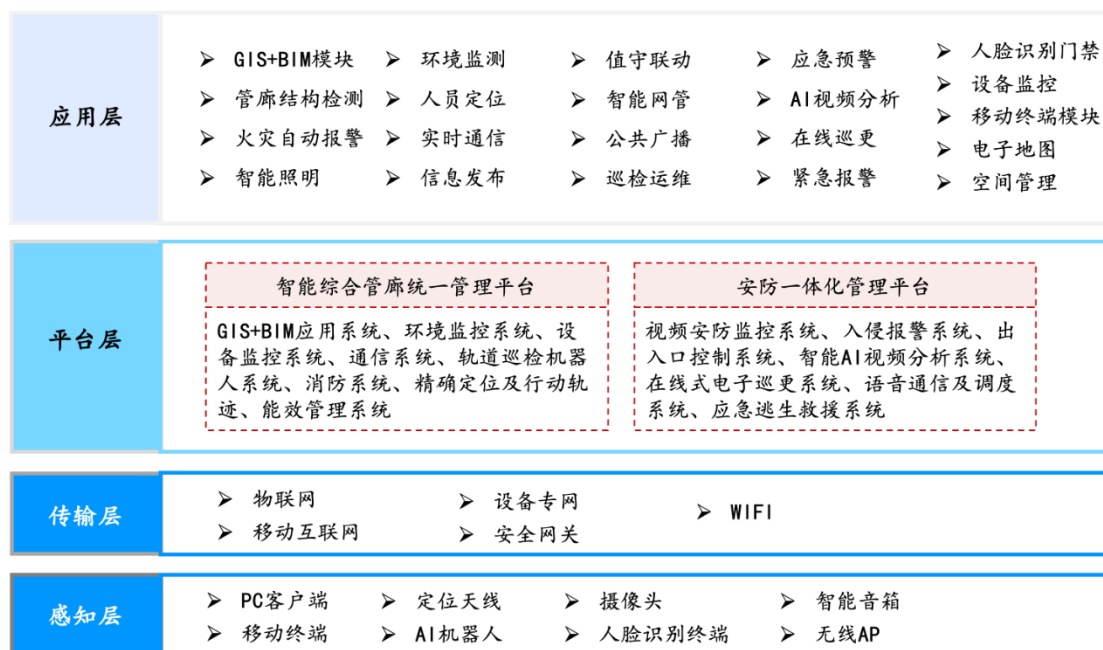 应用层
➢ GIS+BIM模块
➢ 管廊结构检测
➢ 火灾自动报警
➢ 智能照明
➢ 环境监测
➢ 人员定位
➢ 实时通信
➢ 信息发布
➢ 值守联动
➢ 智能网管
➢ 公共广播
➢ 巡检运维
➢ 应急预警
➢ AI视频分析
➢ 在线巡更
➢ 紧急报警
➢ 人脸识别门禁
➢ 设备监控
➢ 移动终端模块
➢ 电子地图
➢ 空间管理
平台层
智能综合管廊统一管理平台
GIS+BIM应用系统、环境监控系统、设
备监控系统、通信系统、轨道巡检机器
人系统、消防系统、精确定位及行动轨
迹、能效管理系统
安防一体化管理平台
视频安防监控系统、入侵报警系统、出
入口控制系统、智能AI视频分析系统、
在线式电子巡更系统、语音通信及调度
系统、应急逃生救援系统
传输层
➢ 物联网
➢ 移动互联网
➢ 设备专网
➢ 安全网关
➢ WIFI
感知层
➢ PC客户端
➢ 移动终端
➢ 定位天线
➢ AI机器人
➢ 摄像头
➢ 人脸识别终端
➢ 智能音箱
➢ 无线AP